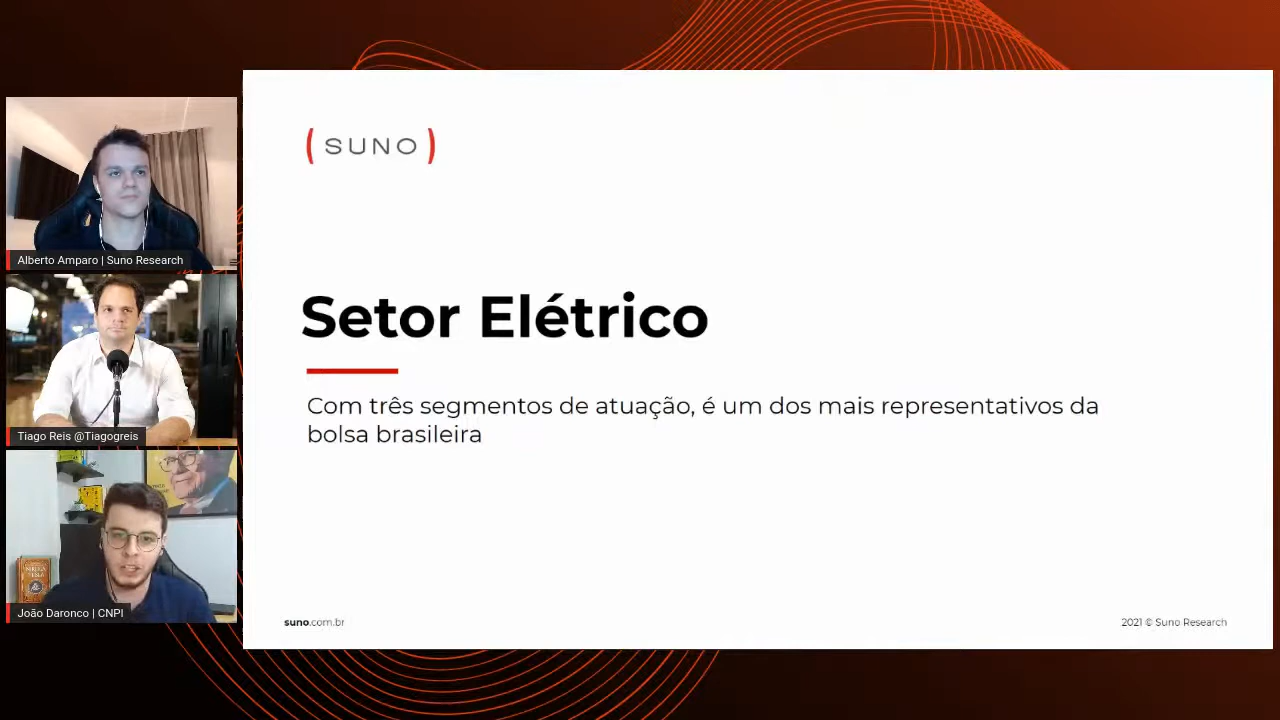 ( SUNO )
Setor Elétrico
Com três segmentos de atuação, é um dos mais representativos da
bolsa brasileira
suno.com.br
2021 © Suno Research
Alberto Amparo | Suno Research
Tiago Reis @Tiagogreis
João Daronco | CNPI